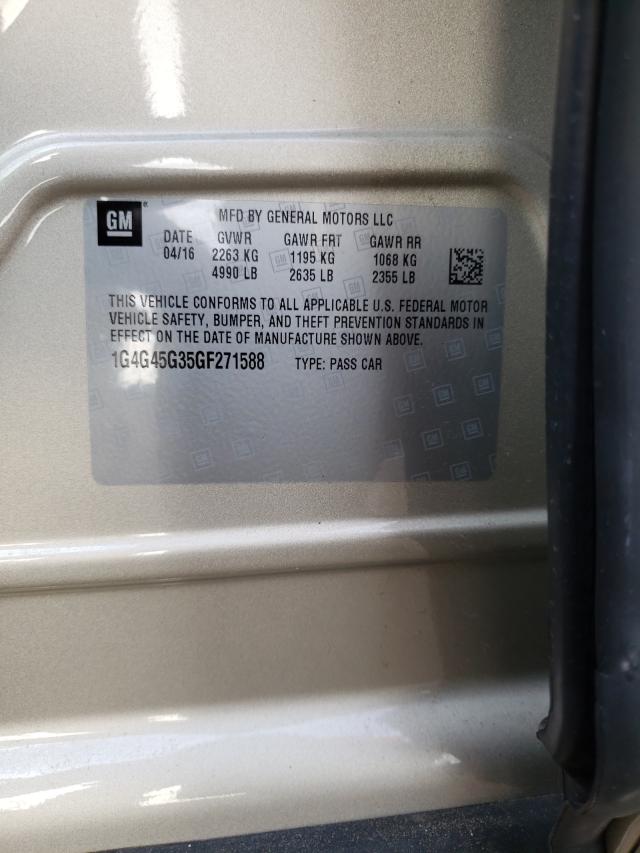 GM ® MFD BY GENERAL MOTORS LLC
DATE GVWR GAWR FRT GAWR RR
04/16 2263 KG 1195 KG 1068 KG
4990 LB 2635 LB 2355 LB
THIS VEHICLE CONFORMS TO ALL APPLICABLE U.S. FEDERAL MOTOR
VEHICLE SAFETY, BUMPER, AND THEFT PREVENTION STANDARDS IN
EFFECT ON THE DATE OF MANUFACTURE SHOWN ABOVE.
1G4G45G35GF271588 TYPE: PASS CAR